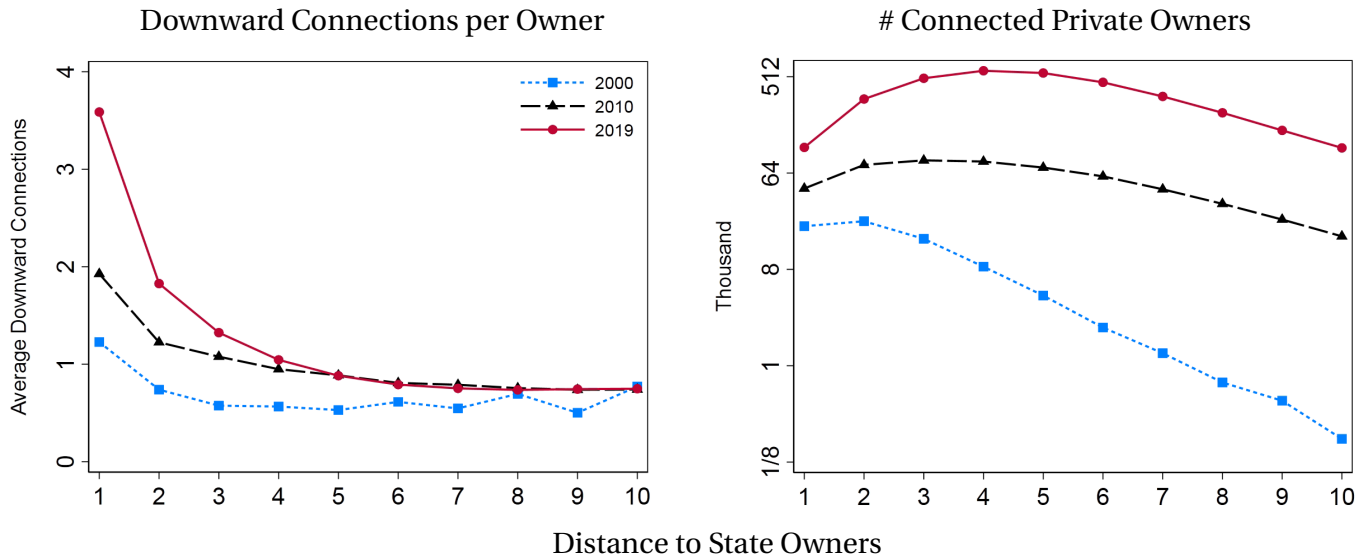 Downward Connections per Owner
Average Downward Connections
4
3
2
1
0
2000
2010
2019
1 2 3 4 5 6 7 8 9 10
# Connected Private Owners
Thousand
512
64
8
1
1/8
1 2 3 4 5 6 7 8 9 10
Distance to State Owners